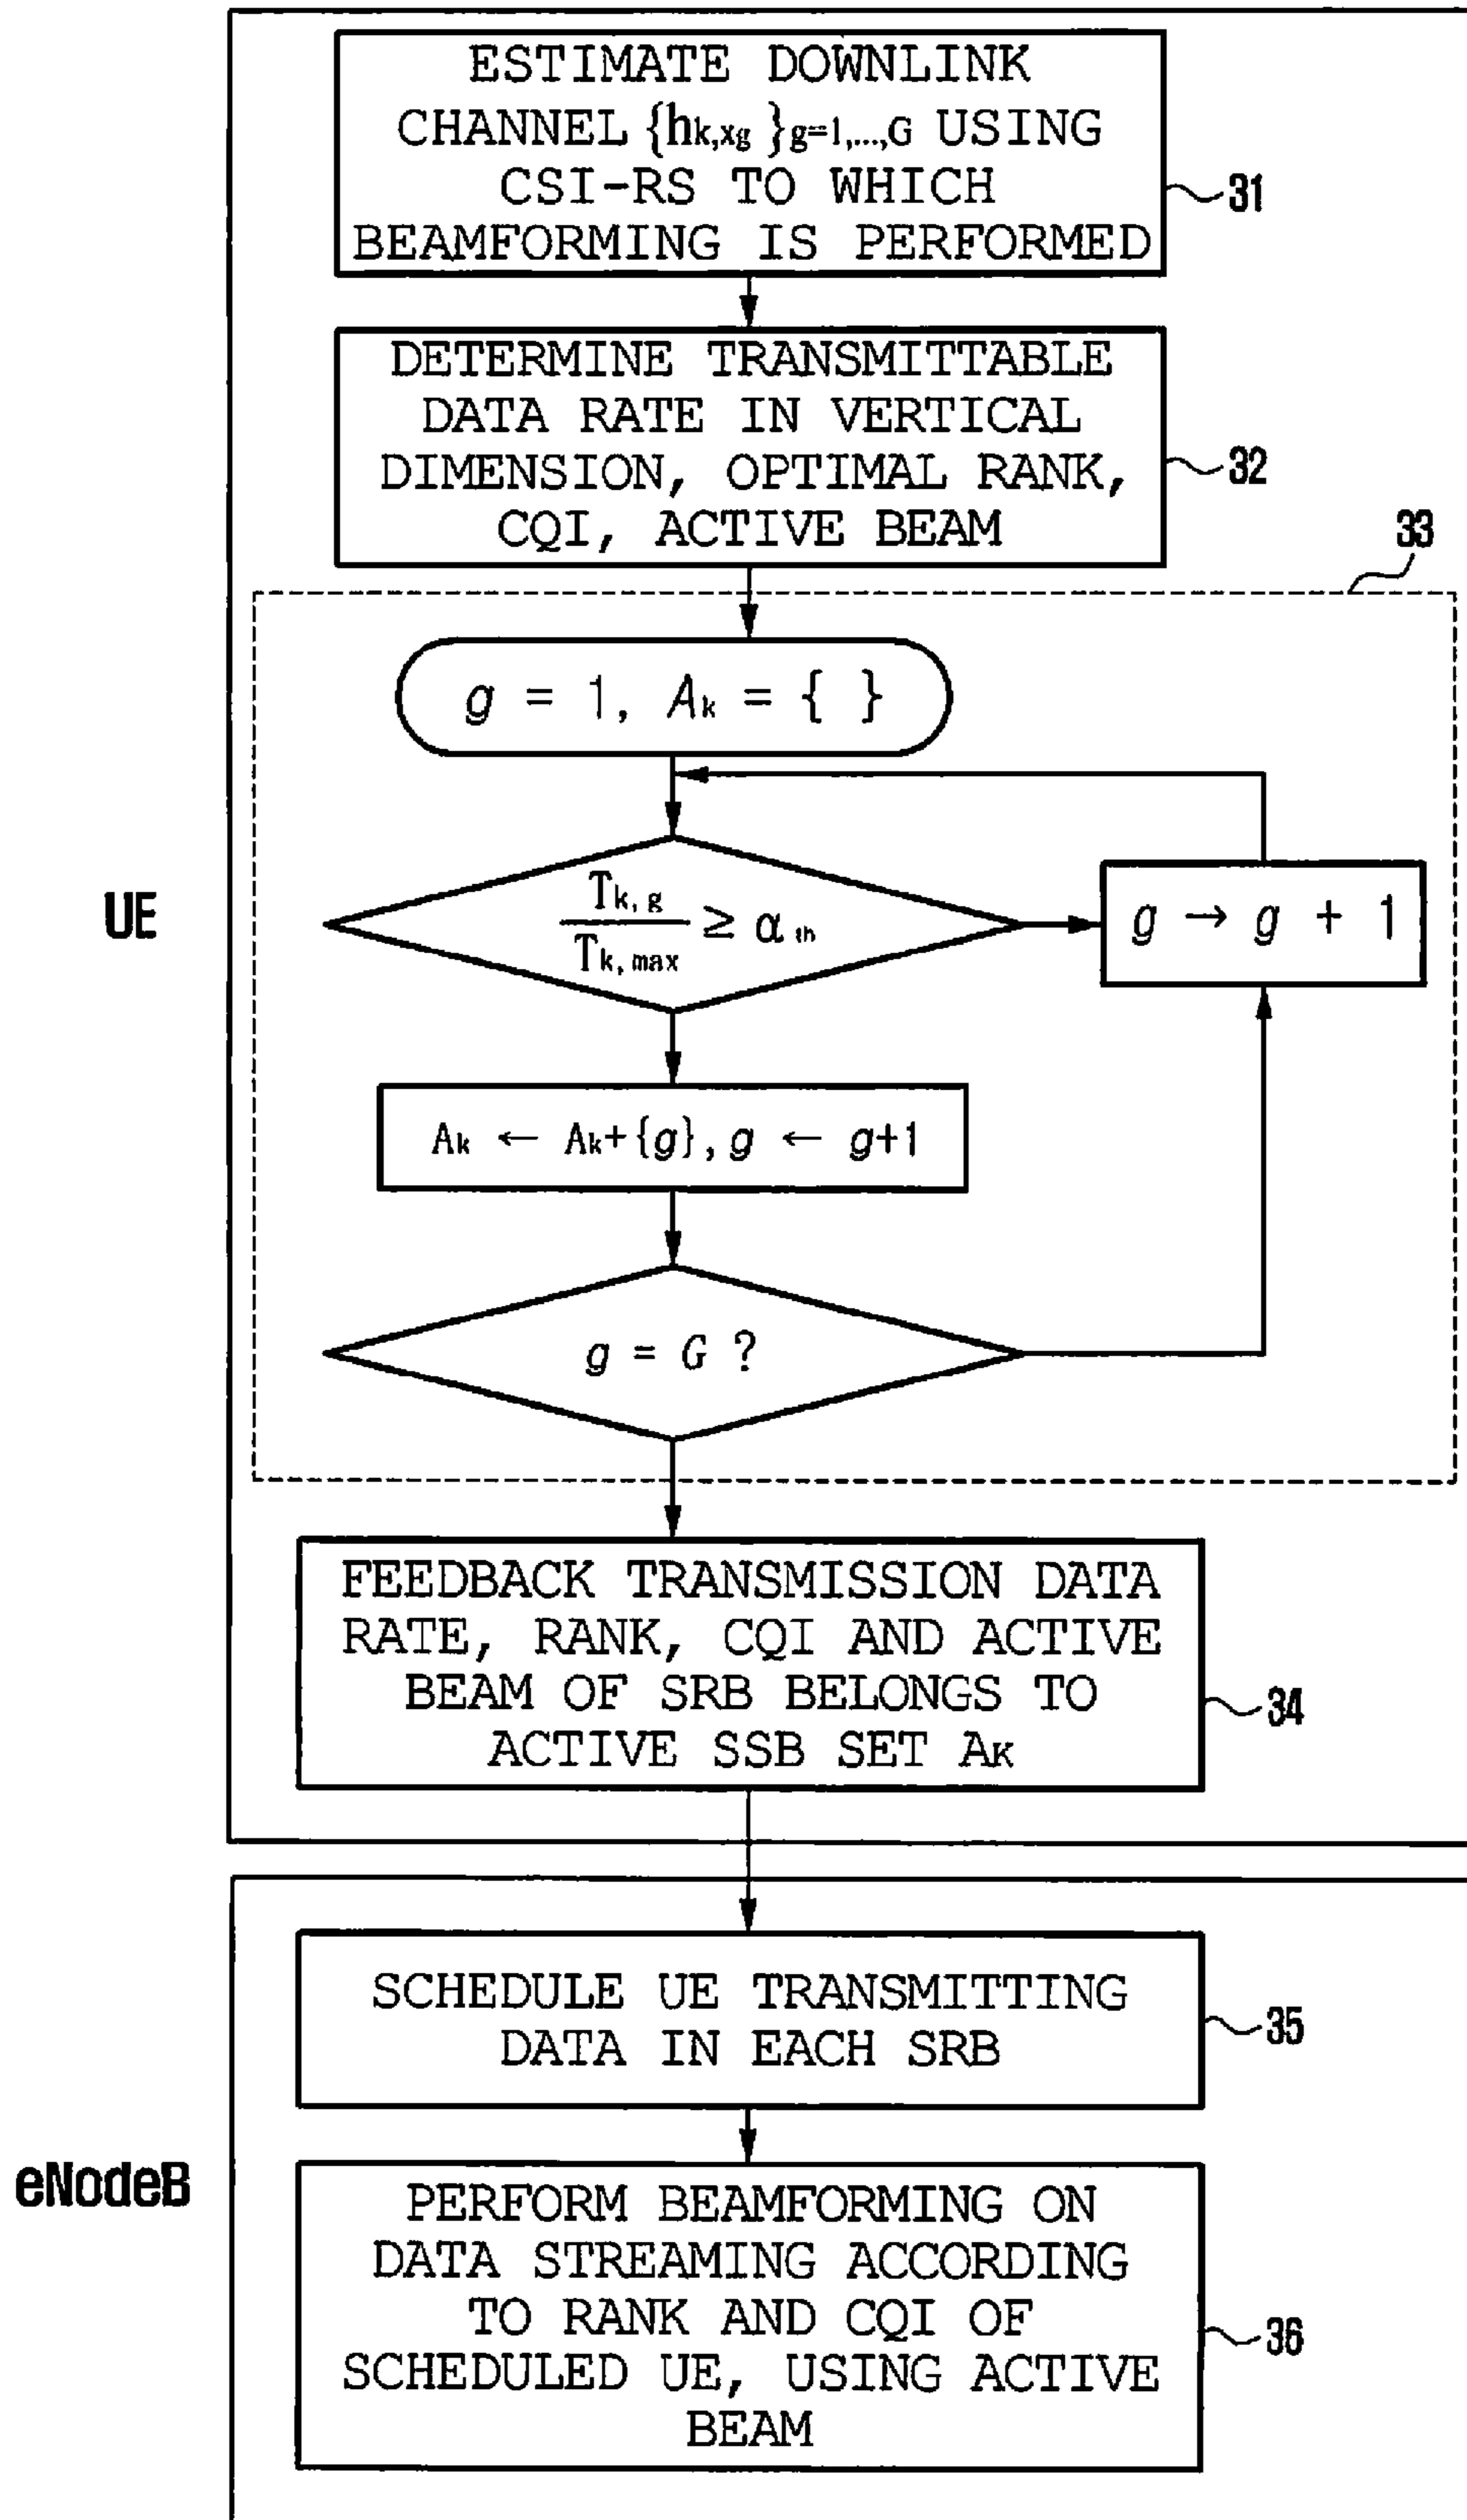 ESTIMATE DOWNLINK
CHANNEL {hk,xg }g=1,...,G USING
CSI-RS TO WHICH
BEAMFORMING IS PERFORMED
31
DETERMINE TRANSMITTABLE
DATA RATE IN VERTICAL
DIMENSION, OPTIMAL RANK,
CQI, ACTIVE BEAM
32
33
g = 1, Ak = { }
UE
Tk,g
Tk,max
≥ αth
g → g + 1
Ak ← Ak+{g}, g ← g+1
g = G ?
FEEDBACK TRANSMISSION DATA
RATE, RANK, CQI AND ACTIVE
BEAM OF SRB BELONGS TO
ACTIVE SSB SET AK
34
SCHEDULE UE TRANSMITTING
DATA IN EACH SRB
35
eNodeB
PERFORM BEAMFORMING ON
DATA STREAMING ACCORDING
TO RANK AND CQI OF
SCHEDULED UE, USING ACTIVE
BEAM
36